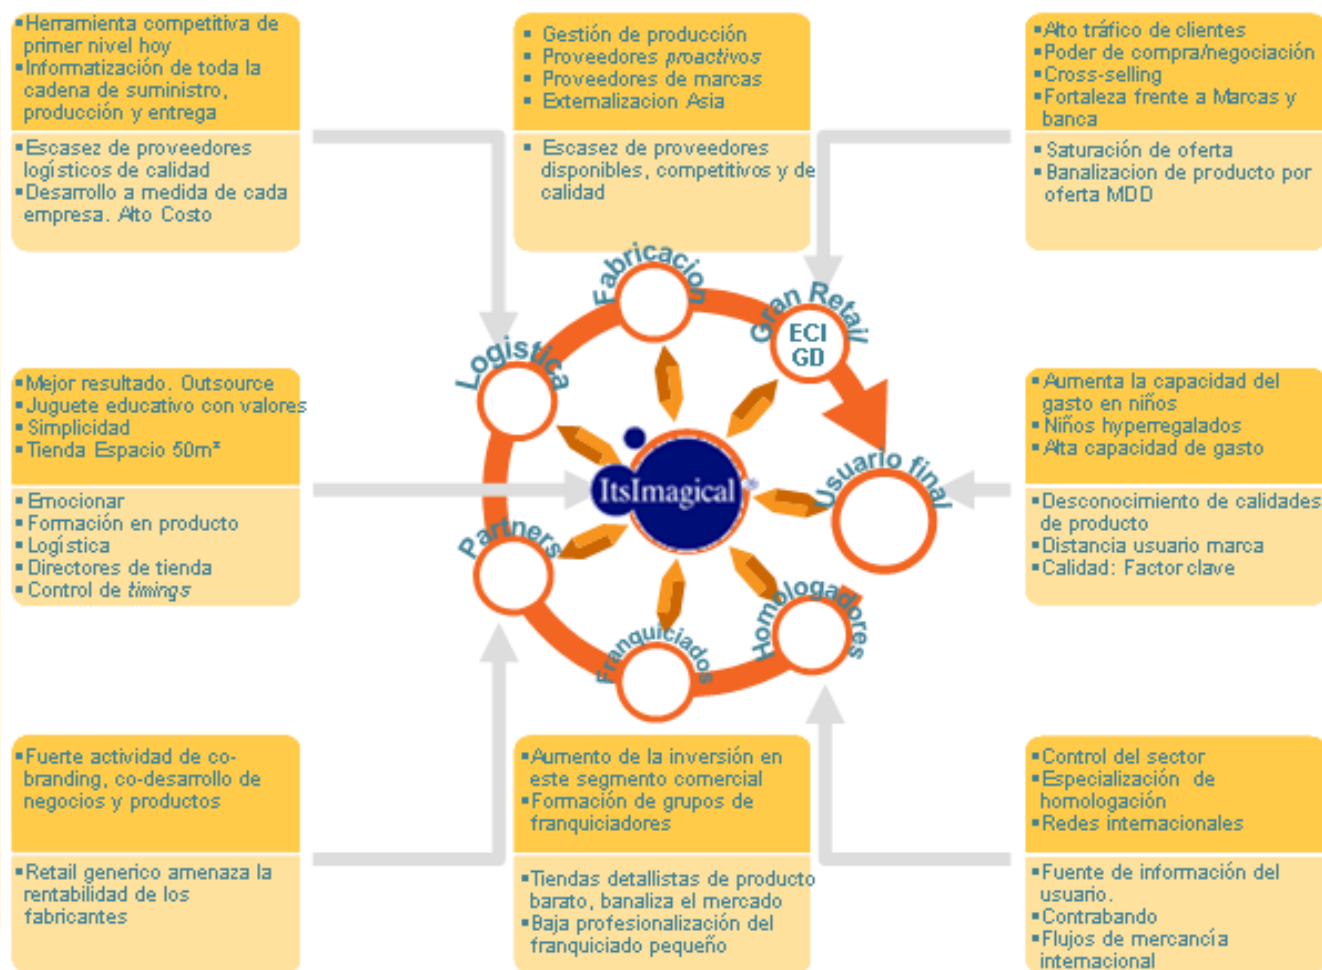 ▪Herramienta competitiva de
primer nivel hoy
▪Informatización de toda la
cadena de suministro,
producción y entrega
▪Escasez de proveedores
logísticos de calidad
▪Desarrollo a medida de cada
empresa. Alto Costo
▪ Gestión de producción
▪ Proveedores proactivos
▪ Proveedores de marcas
▪ Externalizacion Asia
▪ Escasez de proveedores
disponibles, competitivos y de
calidad
▪Alto tráfico de clientes
▪Poder de compra/negociación
▪Cross-selling
▪Fortaleza frente a Marcas y
banca
▪ Saturación de oferta
▪ Banalizacion de producto por
oferta MDD
Fabricacion
Gran Retail/
ECI
GD
Logistica
▪Mejor resultado. Outsource
▪Juguete educativo con valores
▪Simplicidad
▪Tienda Espacio 50m²
▪Emocionar
▪Formación en producto
▪Logística
▪Directores de tienda
▪Control de timings
ItsImagical
Usuario final
▪Aumenta la capacidad del
gasto en niños
▪Niños hyperregalados
▪Alta capacidad de gasto
▪Desconocimiento de calidades
de producto
▪Distancia usuario marca
▪Calidad: Factor clave
Partners
Franquiciados
Homologadores
▪Fuerte actividad de co-
branding, co-desarrollo de
negocios y productos
▪Retail generico amenaza la
rentabilidad de los
fabricantes
▪Aumento de la inversión en
este segmento comercial
▪Formación de grupos de
franquiciadores
▪Tiendas detallistas de producto
barato, banaliza el mercado
▪Baja profesionalización del
franquiciado pequeño
▪Control del sector
▪Especialización de
homologación
▪Redes internacionales
▪Fuente de información del
usuario.
▪Contrabando
▪Flujos de mercancía
internacional